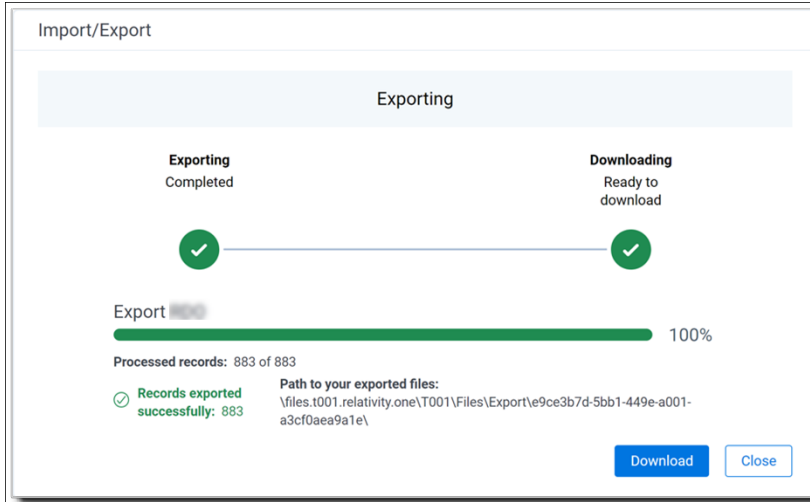 Import/Export
Exporting
Exporting
Completed
Downloading
Ready to
download
Export
100%
Processed records: 883 of 883
Records exported
successfully: 883
Path to your exported files:
\files.t001.relativity.one\T001\Files\Export\e9ce3b7d-5bb1-449e-a001-
a3cf0aea9a1e\
Download
Close